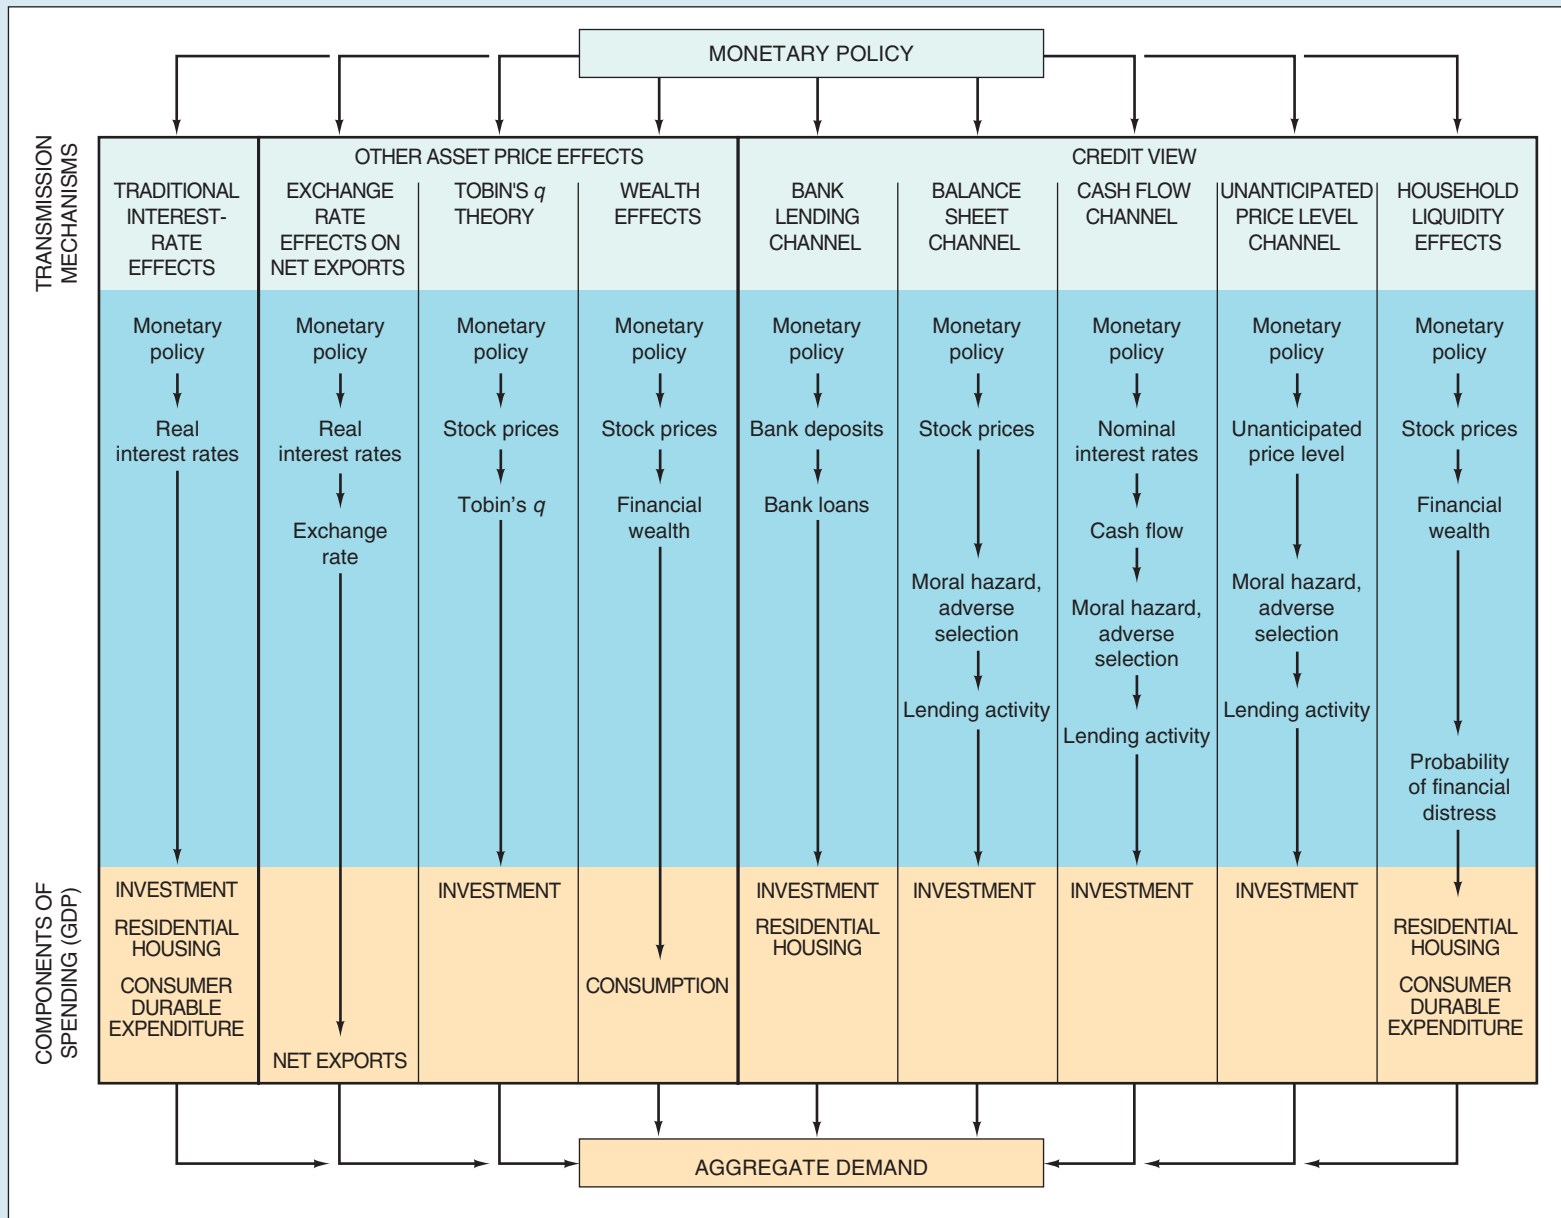 MONETARY POLICY
TRANSMISSION
MECHANISMS
OTHER ASSET PRICE EFFECTS
CREDIT VIEW
TRADITIONAL
INTEREST-
RATE
EFFECTS
EXCHANGE
RATE
EFFECTS ON
NET EXPORTS
TOBIN'S q
THEORY
WEALTH
EFFECTS
BANK
LENDING
CHANNEL
BALANCE
SHEET
CHANNEL
CASH FLOW
CHANNEL
UNANTICIPATED
PRICE LEVEL
CHANNEL
HOUSEHOLD
LIQUIDITY
EFFECTS
Monetary
policy
Real
interest rates
Monetary
policy
Real
interest rates
Exchange
rate
Monetary
policy
Stock prices
Tobin's q
Monetary
policy
Stock prices
Financial
wealth
Monetary
policy
Bank deposits
Bank loans
Monetary
policy
Stock prices
Moral hazard,
adverse
selection
Lending activity
Monetary
policy
Nominal
interest rates
Cash flow
Moral hazard,
adverse
selection
Lending activity
Monetary
policy
Unanticipated
price level
Moral hazard,
adverse
selection
Lending activity
Monetary
policy
Stock prices
Financial
wealth
Probability
of financial
distress
COMPONENTS OF
SPENDING (GDP)
INVESTMENT
RESIDENTIAL
HOUSING
CONSUMER
DURABLE
EXPENDITURE
NET EXPORTS
INVESTMENT
CONSUMPTION
INVESTMENT
RESIDENTIAL
HOUSING
INVESTMENT
INVESTMENT
INVESTMENT
RESIDENTIAL
HOUSING
CONSUMER
DURABLE
EXPENDITURE
AGGREGATE DEMAND